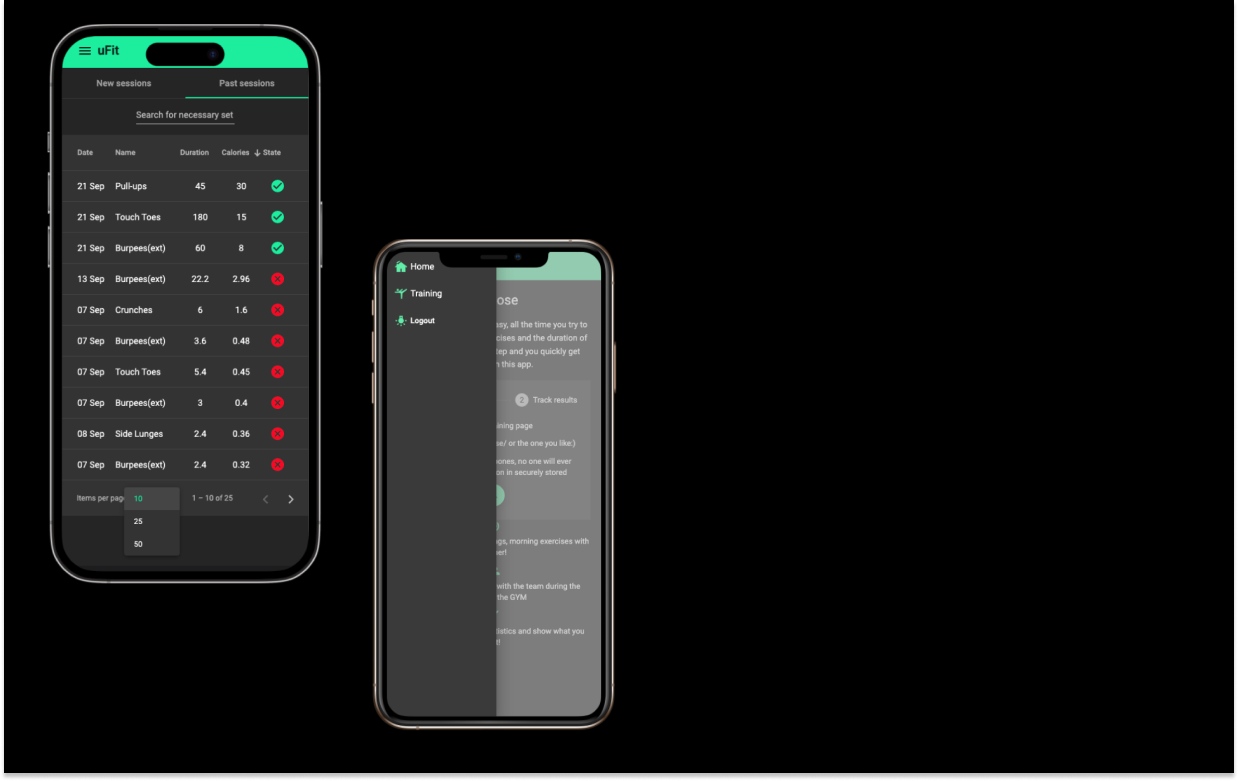 uFit
New sessions Past sessions
Search for necessary set
Date Name Duration Calories State
21 Sep Pull-ups 45 30
21 Sep Touch Toes 180 15
21 Sep Burpees(ext) 60 8
13 Sep Burpees(ext) 22.2 2.96
07 Sep Crunches 6 1.6
07 Sep Burpees(ext) 3.6 0.48
07 Sep Touch Toes 5.4 0.45
07 Sep Burpees(ext) 3 0.4
08 Sep Side Lunges 2.4 0.36
07 Sep Burpees(ext) 2.4 0.32
Items per pag 10 1 – 10 of 25
25
50
Home
Training
Logout
ose
asy, all the time you try to
cises and the duration of
tep and you quickly get
n this app.
2 Track results
ining page
se/ or the one you like:)
ones, no one will ever
on in securely stored
ngs, morning exercises with
er!
with the team during the
the GYM
tistics and show what you
t!